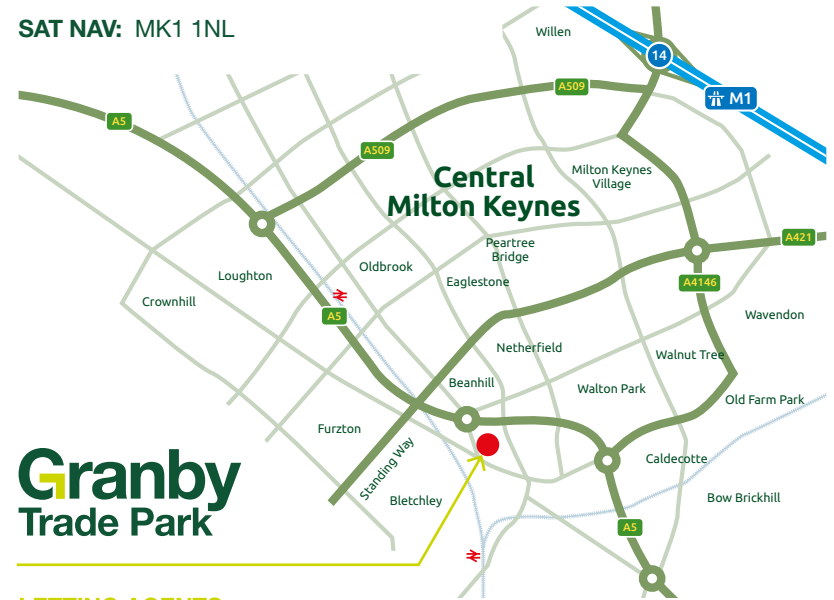 SAT NAV: MK1 1NL
Willen
14
M1
A509
A5
A509
Central
Milton Keynes
Milton Keynes
Village
A421
Peartree
Bridge
Oldbrook
Loughton
Eaglestone
A4146
Crownhill
A5
Wavendon
Netherfield
Walnut Tree
Beanhill
Walton Park
Old Farm Park
Furzton
Standing Way
Caldecotte
Bletchley
Bow Brickhill
Granby
Trade Park
A5
LETTING AGENTS